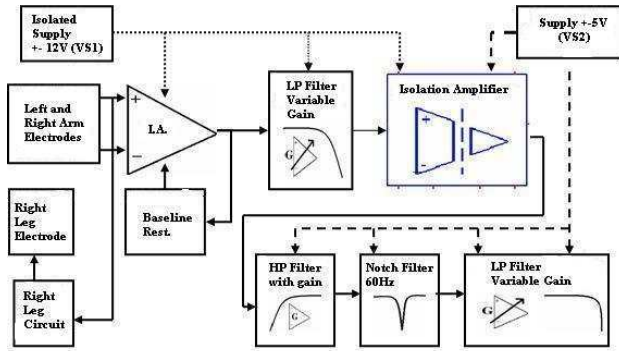 Isolated
Supply
+- 12V (VS1)
Supply +-5V
(VS2)
Left and
Right Arm
Electrodes
+
I.A.
−
LP Filter
Variable
Gain
G
Isolation Amplifier
+
-
Right
Leg
Electrode
Baseline
Rest.
Right
Leg
Circuit
HP Filter
with gain
G
Notch Filter
60Hz
LP Filter
Variable Gain
G